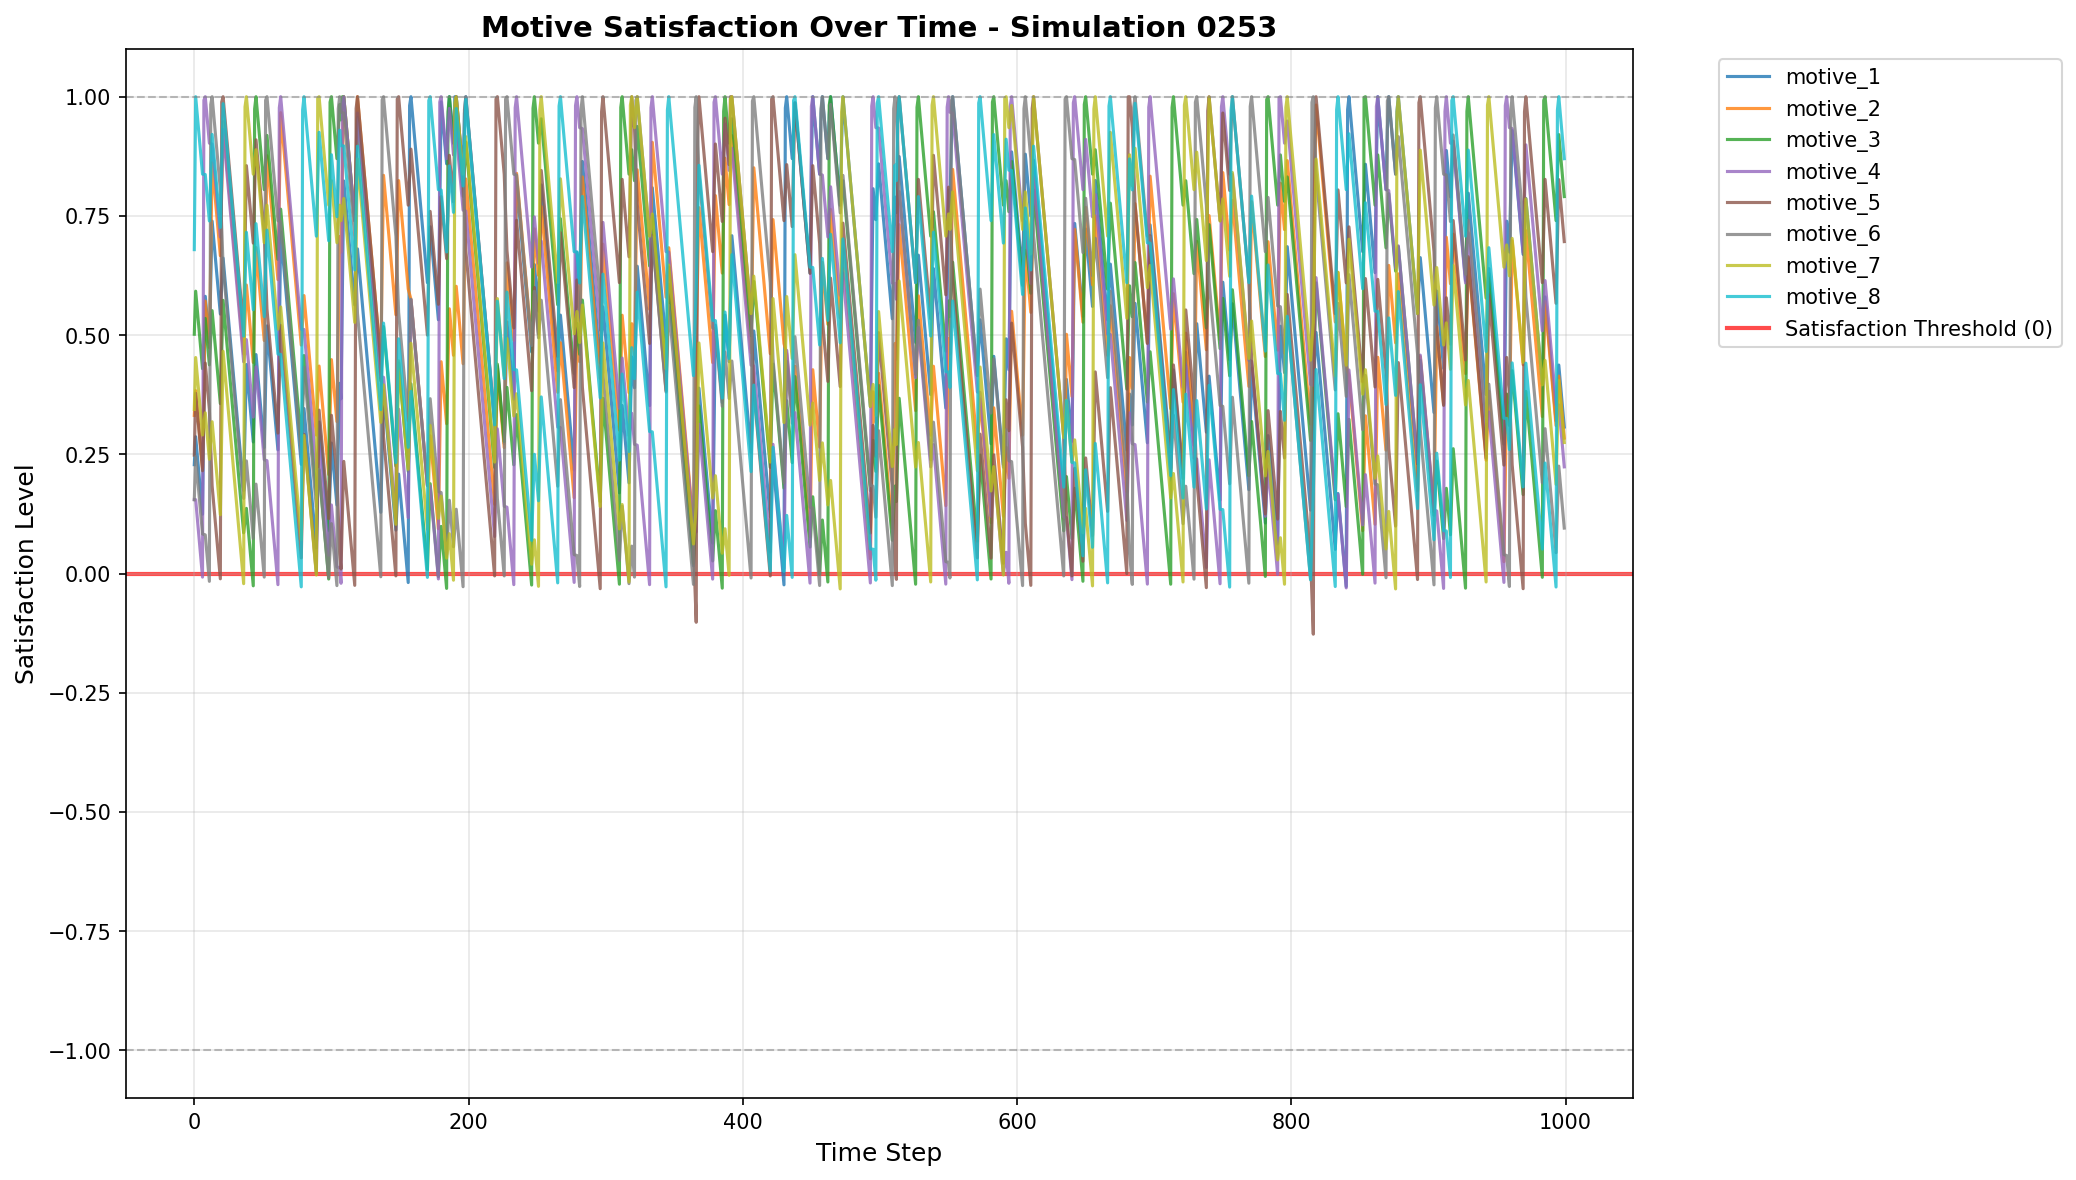 Motive Satisfaction Over Time - Simulation 0253
Satisfaction Level
1.00
0.75
0.50
0.25
0.00
−0.25
−0.50
−0.75
−1.00
0
200
400
600
800
1000
Time Step
motive_1
motive_2
motive_3
motive_4
motive_5
motive_6
motive_7
motive_8
Satisfaction Threshold (0)